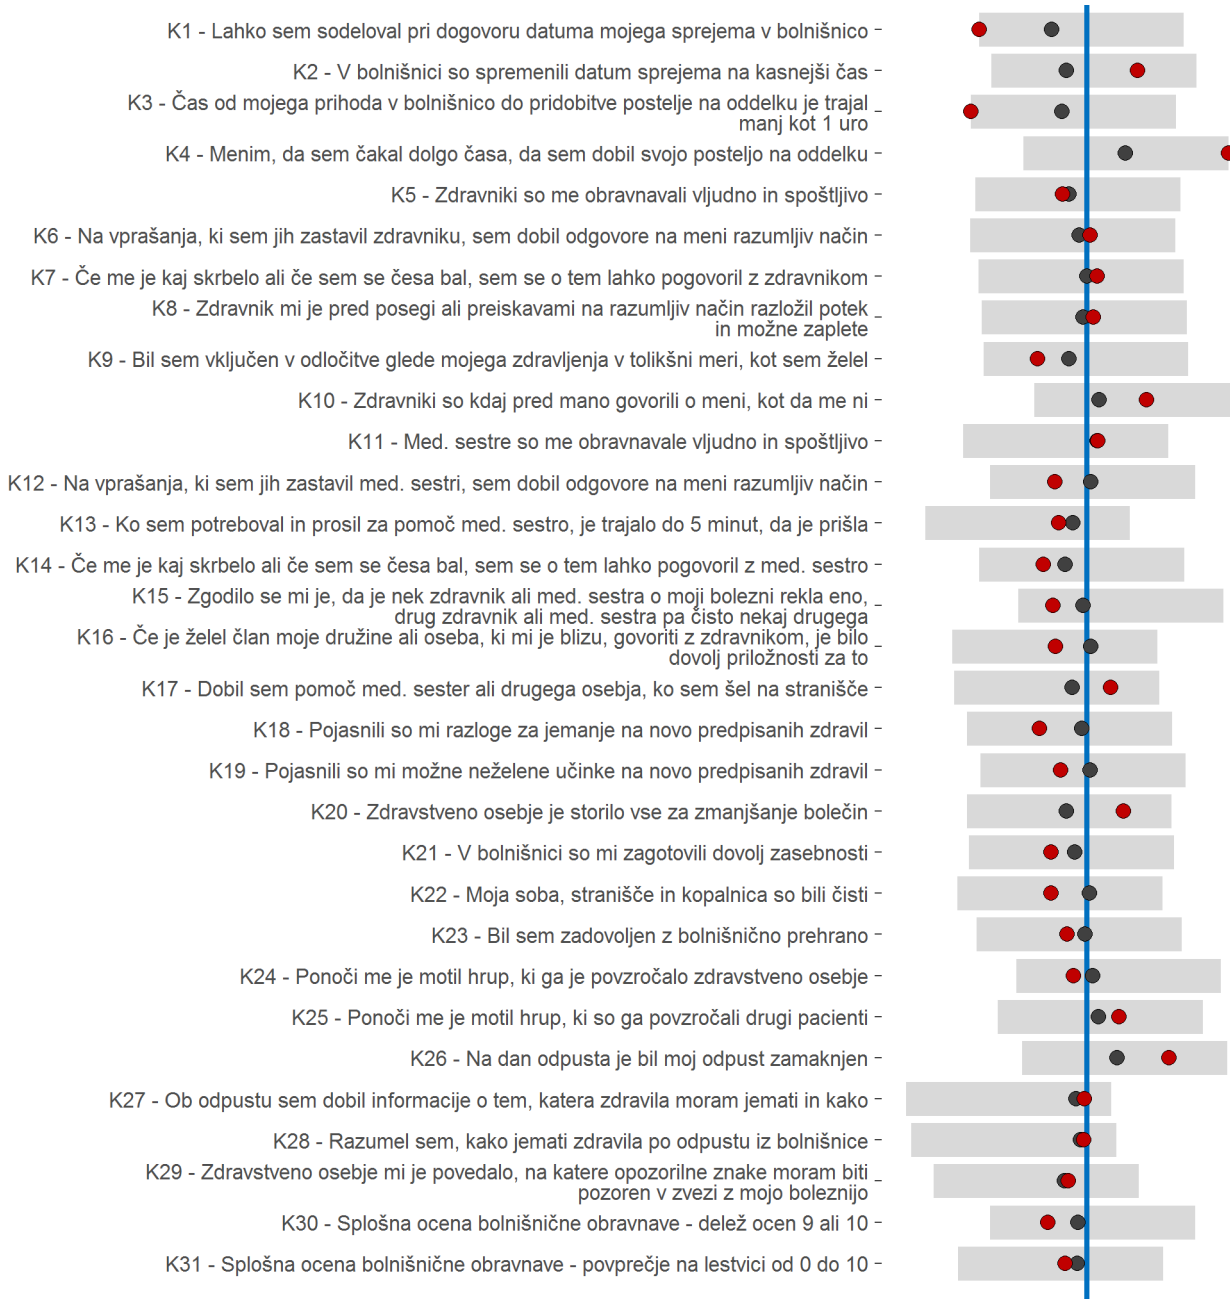 K1 - Lahko sem sodeloval pri dogovoru datuma mojega sprejema v bolnišnico
K2 - V bolnišnici so spremenili datum sprejema na kasnejši čas
K3 - Čas od mojega prihoda v bolnišnico do pridobitve postelje na oddelku je trajal
manj kot 1 uro
K4 - Menim, da sem čakal dolgo časa, da sem dobil svojo posteljo na oddelku
K5 - Zdravniki so me obravnavali vljudno in spoštljivo
K6 - Na vprašanja, ki sem jih zastavil zdravniku, sem dobil odgovore na meni razumljiv način
K7 - Če me je kaj skrbelo ali če sem se česa bal, sem se o tem lahko pogovoril z zdravnikom
K8 - Zdravnik mi je pred posegi ali preiskavami na razumljiv način razložil potek
in možne zaplete
K9 - Bil sem vključen v odločitve glede mojega zdravljenja v tolikšni meri, kot sem želel
K10 - Zdravniki so kdaj pred mano govorili o meni, kot da me ni
K11 - Med. sestre so me obravnavale vljudno in spoštljivo
K12 - Na vprašanja, ki sem jih zastavil med. sestri, sem dobil odgovore na meni razumljiv način
K13 - Ko sem potreboval in prosil za pomoč med. sestro, je trajalo do 5 minut, da je prišla
K14 - Če me je kaj skrbelo ali če sem se česa bal, sem se o tem lahko pogovoril z med. sestro
K15 - Zgodilo se mi je, da je nek zdravnik ali med. sestra o moji bolezni rekla eno,
drug zdravnik ali med. sestra pa čisto nekaj drugega
K16 - Če je želel član moje družine ali oseba, ki mi je blizu, govoriti z zdravnikom, je bilo
dovolj priložnosti za to
K17 - Dobil sem pomoč med. sester ali drugega osebja, ko sem šel na stranišče
K18 - Pojasnili so mi razloge za jemanje na novo predpisanih zdravil
K19 - Pojasnili so mi možne neželene učinke na novo predpisanih zdravil
K20 - Zdravstveno osebje je storilo vse za zmanjšanje bolečin
K21 - V bolnišnici so mi zagotovili dovolj zasebnosti
K22 - Moja soba, stranišče in kopalnica so bili čisti
K23 - Bil sem zadovoljen z bolnišnično prehrano
K24 - Ponoči me je motil hrup, ki ga je povzročalo zdravstveno osebje
K25 - Ponoči me je motil hrup, ki so ga povzročali drugi pacienti
K26 - Na dan odpusta je bil moj odpust zamaknjen
K27 - Ob odpustu sem dobil informacije o tem, katera zdravila moram jemati in kako
K28 - Razumel sem, kako jemati zdravila po odpustu iz bolnišnice
K29 - Zdravstveno osebje mi je povedalo, na katere opozorilne znake moram biti
pozoren v zvezi z mojo boleznijo
K30 - Splošna ocena bolnišnične obravnave - delež ocen 9 ali 10
K31 - Splošna ocena bolnišnične obravnave - povprečje na lestvici od 0 do 10